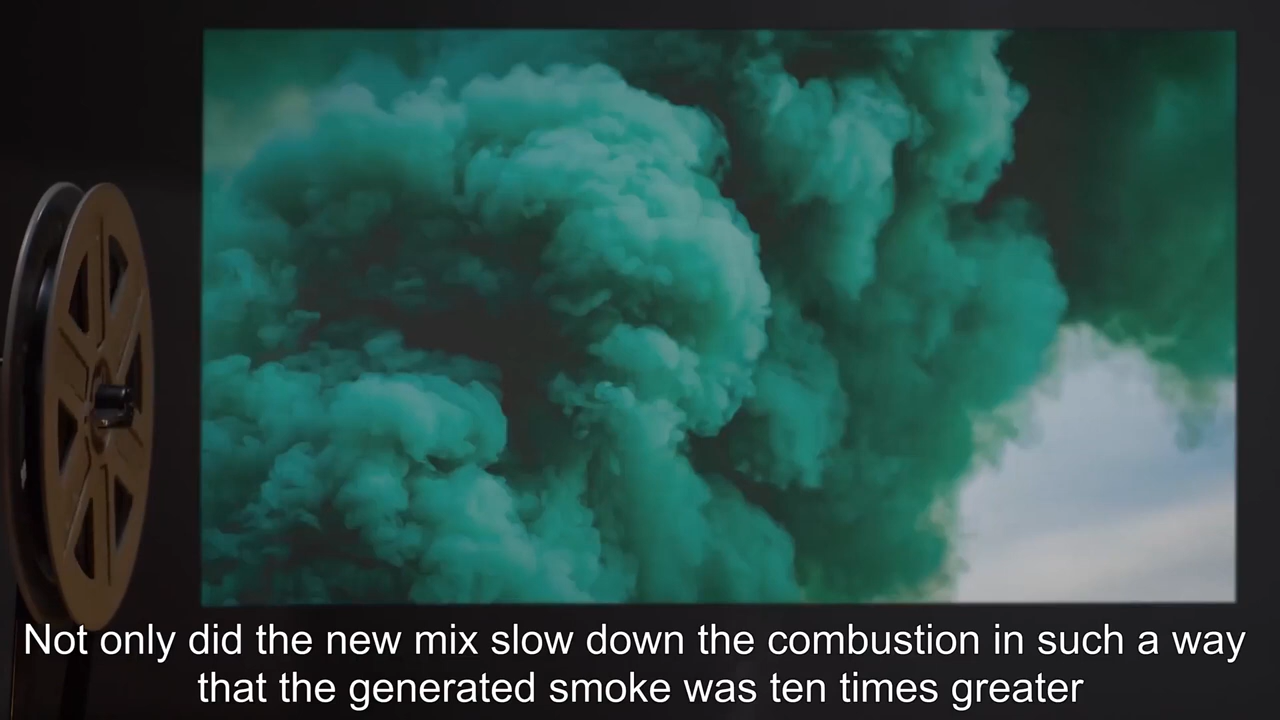 Not only did the new mix slow down the combustion in such a way
that the generated smoke was ten times greater